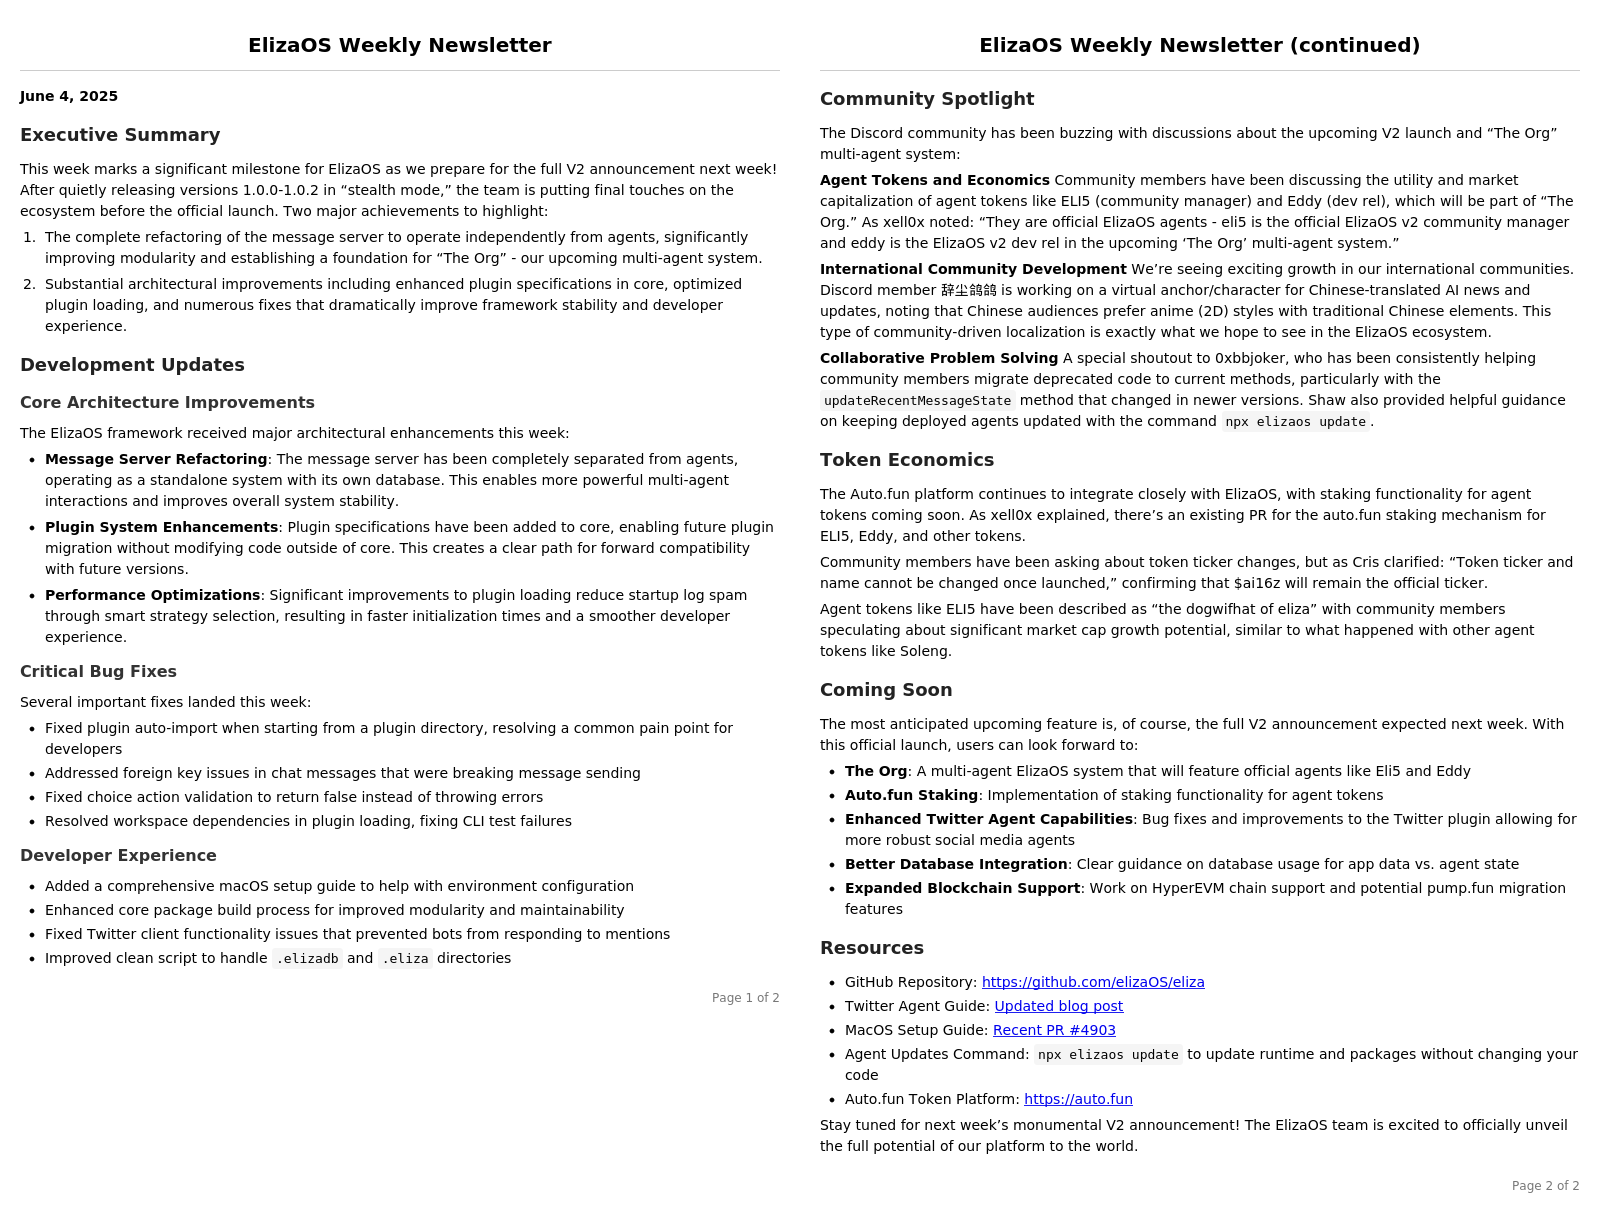 ElizaOS Weekly Newsletter
June 4, 2025
Executive Summary
This week marks a significant milestone for ElizaOS as we prepare for the full V2 announcement next week!
After quietly releasing versions 1.0.0-1.0.2 in “stealth mode,” the team is putting final touches on the
ecosystem before the official launch. Two major achievements to highlight:
1. The complete refactoring of the message server to operate independently from agents, significantly
improving modularity and establishing a foundation for “The Org” - our upcoming multi-agent system.
2. Substantial architectural improvements including enhanced plugin specifications in core, optimized
plugin loading, and numerous fixes that dramatically improve framework stability and developer
experience.
Development Updates
Core Architecture Improvements
The ElizaOS framework received major architectural enhancements this week:
• Message Server Refactoring: The message server has been completely separated from agents,
operating as a standalone system with its own database. This enables more powerful multi-agent
interactions and improves overall system stability.
• Plugin System Enhancements: Plugin specifications have been added to core, enabling future plugin
migration without modifying code outside of core. This creates a clear path for forward compatibility
with future versions.
• Performance Optimizations: Significant improvements to plugin loading reduce startup log spam
through smart strategy selection, resulting in faster initialization times and a smoother developer
experience.
Critical Bug Fixes
Several important fixes landed this week:
• Fixed plugin auto-import when starting from a plugin directory, resolving a common pain point for
developers
• Addressed foreign key issues in chat messages that were breaking message sending
• Fixed choice action validation to return false instead of throwing errors
• Resolved workspace dependencies in plugin loading, fixing CLI test failures
Developer Experience
• Added a comprehensive macOS setup guide to help with environment configuration
• Enhanced core package build process for improved modularity and maintainability
• Fixed Twitter client functionality issues that prevented bots from responding to mentions
• Improved clean script to handle .elizadb and .eliza directories
Page 1 of 2
ElizaOS Weekly Newsletter (continued)
Community Spotlight
The Discord community has been buzzing with discussions about the upcoming V2 launch and “The Org”
multi-agent system:
Agent Tokens and Economics Community members have been discussing the utility and market
capitalization of agent tokens like ELI5 (community manager) and Eddy (dev rel), which will be part of “The
Org.” As xell0x noted: “They are official ElizaOS agents - eli5 is the official ElizaOS v2 community manager
and eddy is the ElizaOS v2 dev rel in the upcoming ‘The Org’ multi-agent system.”
International Community Development We’re seeing exciting growth in our international communities.
Discord member 辞尘鸽鸽 is working on a virtual anchor/character for Chinese-translated AI news and
updates, noting that Chinese audiences prefer anime (2D) styles with traditional Chinese elements. This
type of community-driven localization is exactly what we hope to see in the ElizaOS ecosystem.
Collaborative Problem Solving A special shoutout to 0xbbjoker, who has been consistently helping
community members migrate deprecated code to current methods, particularly with the
updateRecentMessageState method that changed in newer versions. Shaw also provided helpful guidance
on keeping deployed agents updated with the command npx elizaos update.
Token Economics
The Auto.fun platform continues to integrate closely with ElizaOS, with staking functionality for agent
tokens coming soon. As xell0x explained, there’s an existing PR for the auto.fun staking mechanism for
ELI5, Eddy, and other tokens.
Community members have been asking about token ticker changes, but as Cris clarified: “Token ticker and
name cannot be changed once launched,” confirming that $ai16z will remain the official ticker.
Agent tokens like ELI5 have been described as “the dogwifhat of eliza” with community members
speculating about significant market cap growth potential, similar to what happened with other agent
tokens like Soleng.
Coming Soon
The most anticipated upcoming feature is, of course, the full V2 announcement expected next week. With
this official launch, users can look forward to:
• The Org: A multi-agent ElizaOS system that will feature official agents like Eli5 and Eddy
• Auto.fun Staking: Implementation of staking functionality for agent tokens
• Enhanced Twitter Agent Capabilities: Bug fixes and improvements to the Twitter plugin allowing for
more robust social media agents
• Better Database Integration: Clear guidance on database usage for app data vs. agent state
• Expanded Blockchain Support: Work on HyperEVM chain support and potential pump.fun migration
features
Resources
• GitHub Repository: https://github.com/elizaOS/eliza
• Twitter Agent Guide: Updated blog post
• MacOS Setup Guide: Recent PR #4903
• Agent Updates Command: npx elizaos update to update runtime and packages without changing your
code
• Auto.fun Token Platform: https://auto.fun
Stay tuned for next week’s monumental V2 announcement! The ElizaOS team is excited to officially unveil
the full potential of our platform to the world.
Page 2 of 2